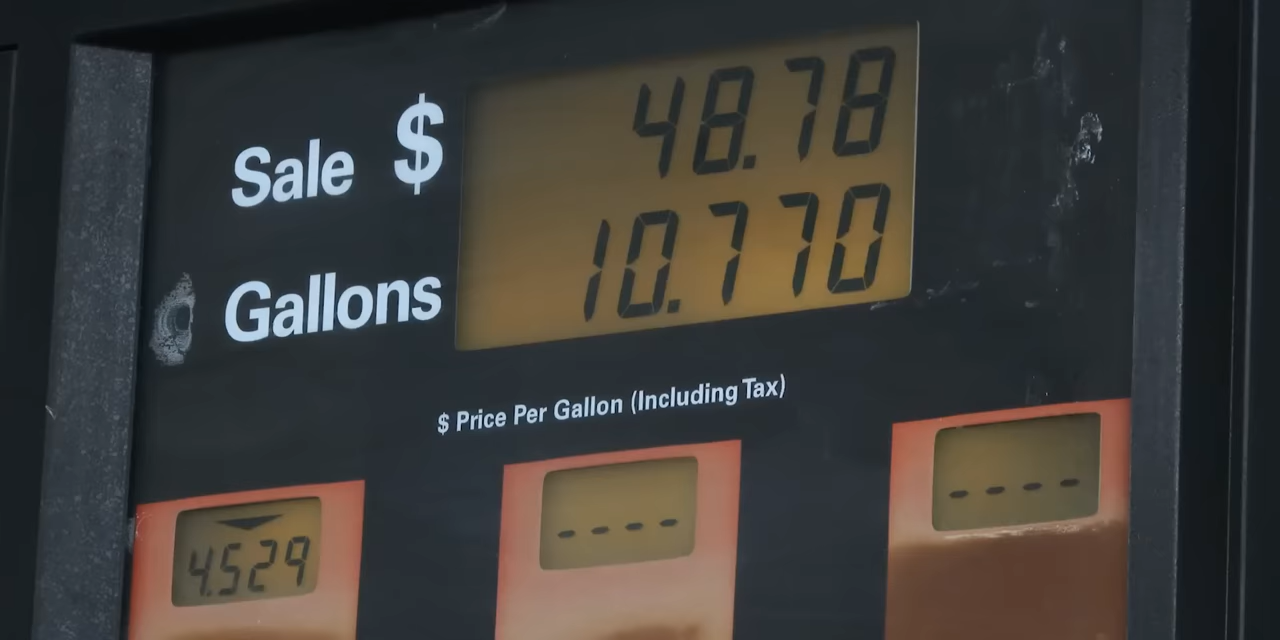 Sale $ 48.78
Gallons 10.770
$ Price Per Gallon (Including Tax)
4.529 ---- ----